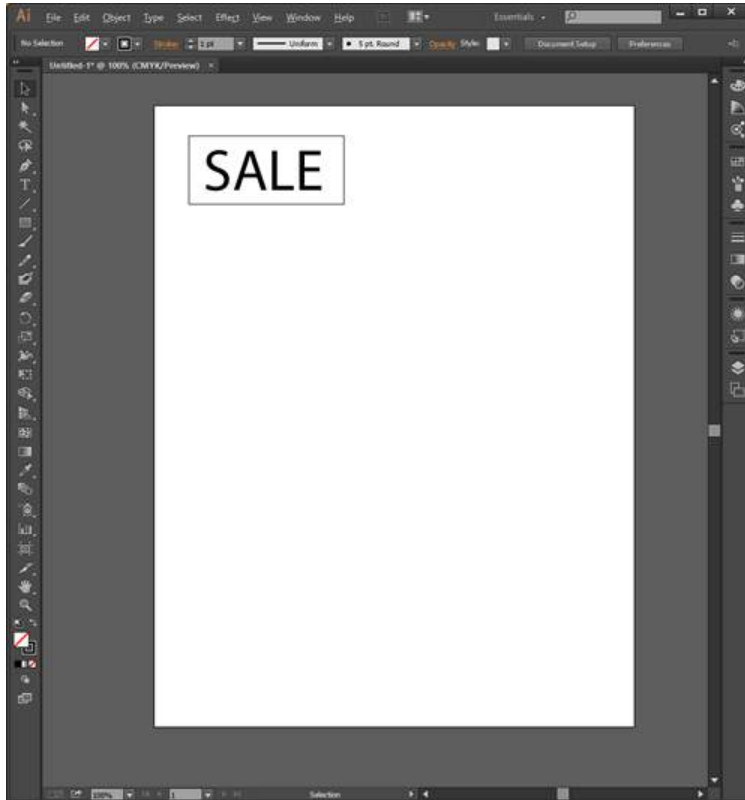 Ai File Edit Object Type Select Effect View Window Help Essentials
No Selection Stroke: 1 pt Uniform 5 pt. Round Opacity Style: Document Setup Preferences
Untitled-1* @ 100% (CMYK/Preview) ×
SALE
100% 1 Selection